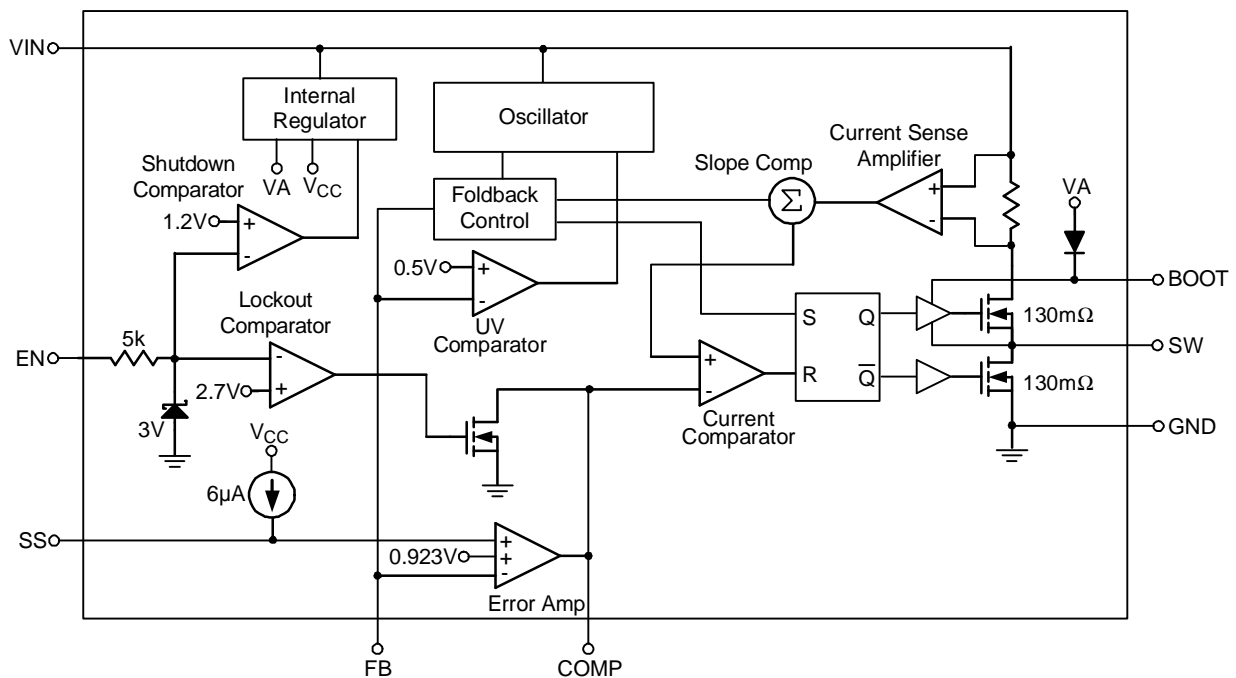 VIN
Internal
Regulator
Oscillator
Current Sense
Amplifier
Shutdown
Comparator
VA
VCC
Slope Comp
Foldback
Control
Σ
+
-
VA
1.2V
+
-
0.5V
+
-
BOOT
Lockout
Comparator
UV
Comparator
S
Q
130mΩ
EN
5k
-
+
2.7V
+
-
R
Q̅
SW
130mΩ
3V
Current
Comparator
GND
VCC
6µA
SS
0.923V
+
+
-
Error Amp
FB
COMP